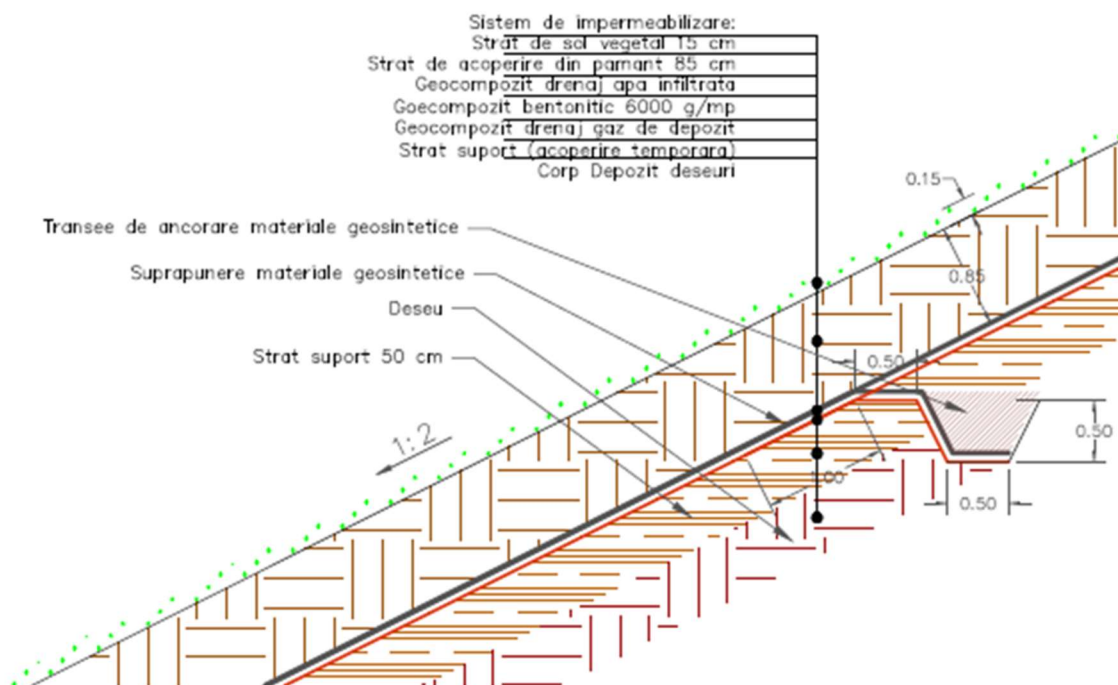 Sistem de impermeabilizare:
Strat de sol vegetal 15 cm
Strat de acoperire din pamant 85 cm
Geocompozit drenaj apa infiltrata
Goecompozit bentonitic 6000 g/mp
Geocompozit drenaj gaz de depozit
Strat suport (acoperire temporara)
Corp Depozit deseuri
0.15
Transee de ancorare materiale geosintetice
Suprapunere materiale geosintetice
0.85
Deseu
Strat suport 50 cm
0.50
1:2
0.50
1.00
0.50